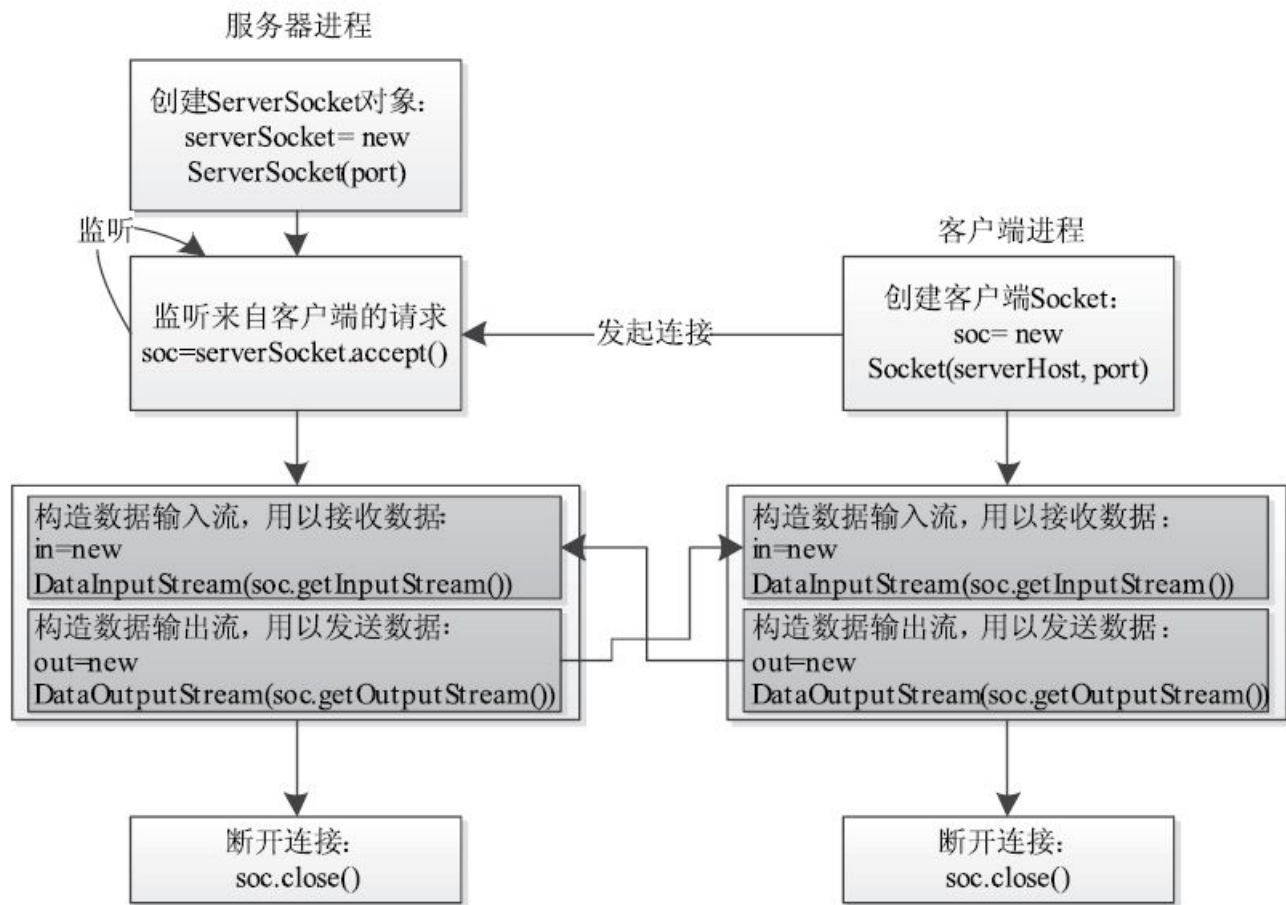 服务器进程
创建ServerSocket对象：
serverSocket= new
ServerSocket(port)
监听
监听来自客户端的请求
soc=serverSocket.accept()
发起连接
客户端进程
创建客户端Socket：
soc= new
Socket(serverHost, port)
构造数据输入流，用以接收数据:
in=new
DataInputStream(soc.getInputStream())
构造数据输出流，用以发送数据：
out=new
DataOutputStream(soc.getOutputStream())
构造数据输入流，用以接收数据：
in=new
DataInputStream(soc.getInputStream())
构造数据输出流，用以发送数据：
out=new
DataOutputStream(soc.getOutputStream())
断开连接：
soc.close()
断开连接：
soc.close()